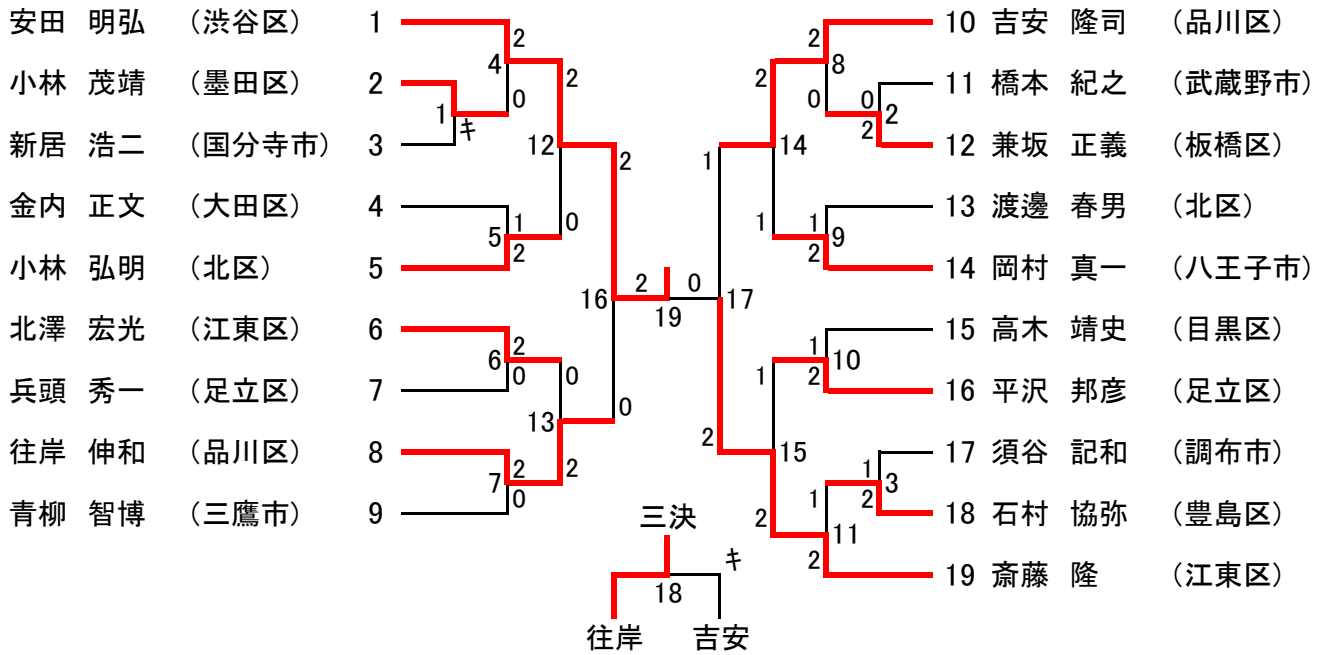 安田 明弘 (渋谷区) 1
小林 茂靖 (墨田区) 2
新居 浩二 (国分寺市) 3
金内 正文 (大田区) 4
小林 弘明 (北区) 5
北澤 宏光 (江東区) 6
兵頭 秀一 (足立区) 7
往岸 伸和 (品川区) 8
青柳 智博 (三鷹市) 9
2
4
0
1
キ
2
12
0
1
5
2
2
6
0
0
13
2
2
7
0
2
16
0
2
0
19
10 吉安 隆司 (品川区)
11 橋本 紀之 (武蔵野市)
12 兼坂 正義 (板橋区)
13 渡邊 春男 (北区)
14 岡村 真一 (八王子市)
15 高木 靖史 (目黒区)
16 平沢 邦彦 (足立区)
17 須谷 記和 (調布市)
18 石村 協弥 (豊島区)
19 斎藤 隆 (江東区)
2
8
0
0
2
2
2
14
1
1
9
2
1
17
2
1
10
2
1
15
2
1
3
2
1
11
2
三決
キ
18
往岸 吉安